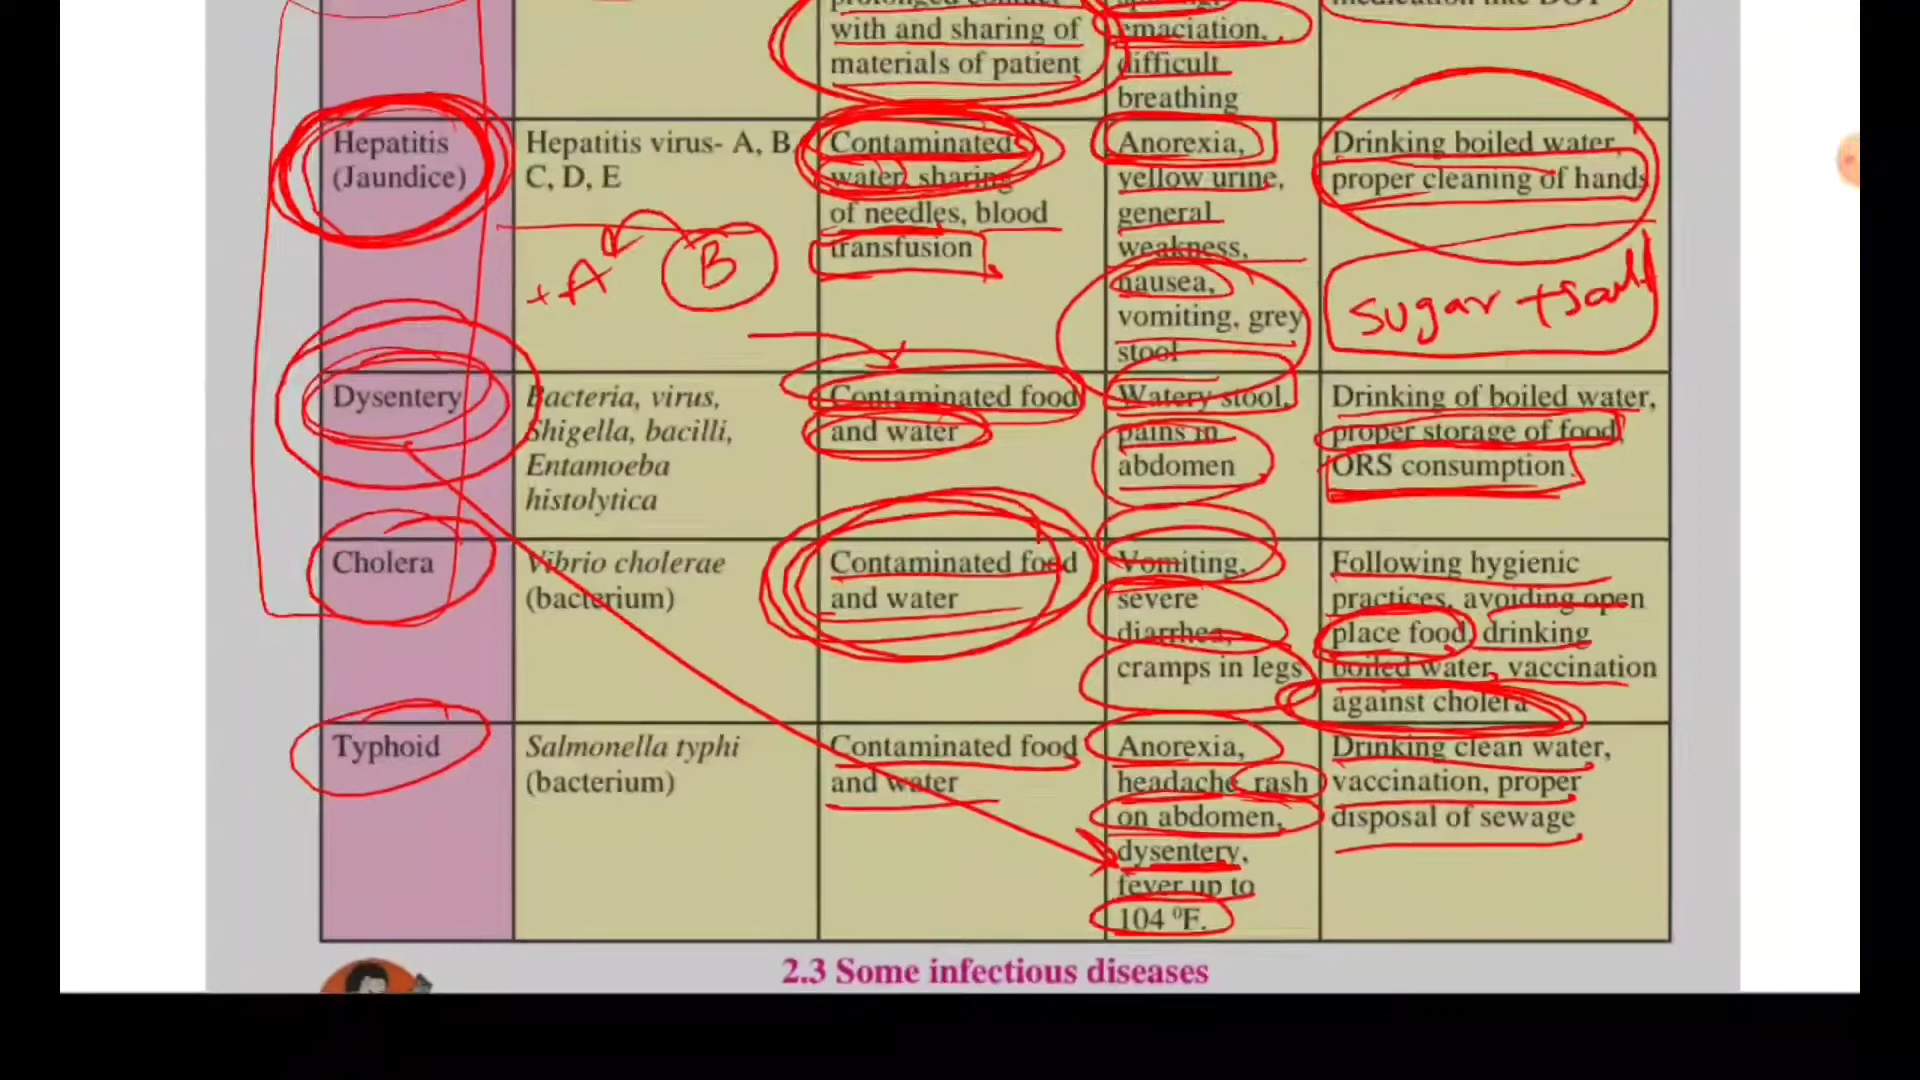 prolonged contact
with and sharing of
materials of patient
emaciation,
difficult
breathing
medication like DOT
Hepatitis
(Jaundice)
Hepatitis virus- A, B,
C, D, E
Contaminated
water, sharing
of needles, blood
transfusion
Anorexia,
yellow urine,
general
weakness,
nausea,
vomiting, grey
stool
Drinking boiled water,
proper cleaning of hands
+A
B
sugar + salt
Dysentery
Bacteria, virus,
Shigella, bacilli,
Entamoeba
histolytica
Contaminated food
and water
Watery stool,
pains in
abdomen
Drinking of boiled water,
proper storage of food,
ORS consumption
Cholera
Vibrio cholerae
(bacterium)
Contaminated food
and water
Vomiting,
severe
diarrhea,
cramps in legs
Following hygienic
practices, avoiding open
place food, drinking
boiled water, vaccination
against cholera
Typhoid
Salmonella typhi
(bacterium)
Contaminated food
and water
Anorexia,
headache, rash
on abdomen,
dysentery,
fever up to
104 ⁰F.
Drinking clean water,
vaccination, proper
disposal of sewage
2.3 Some infectious diseases